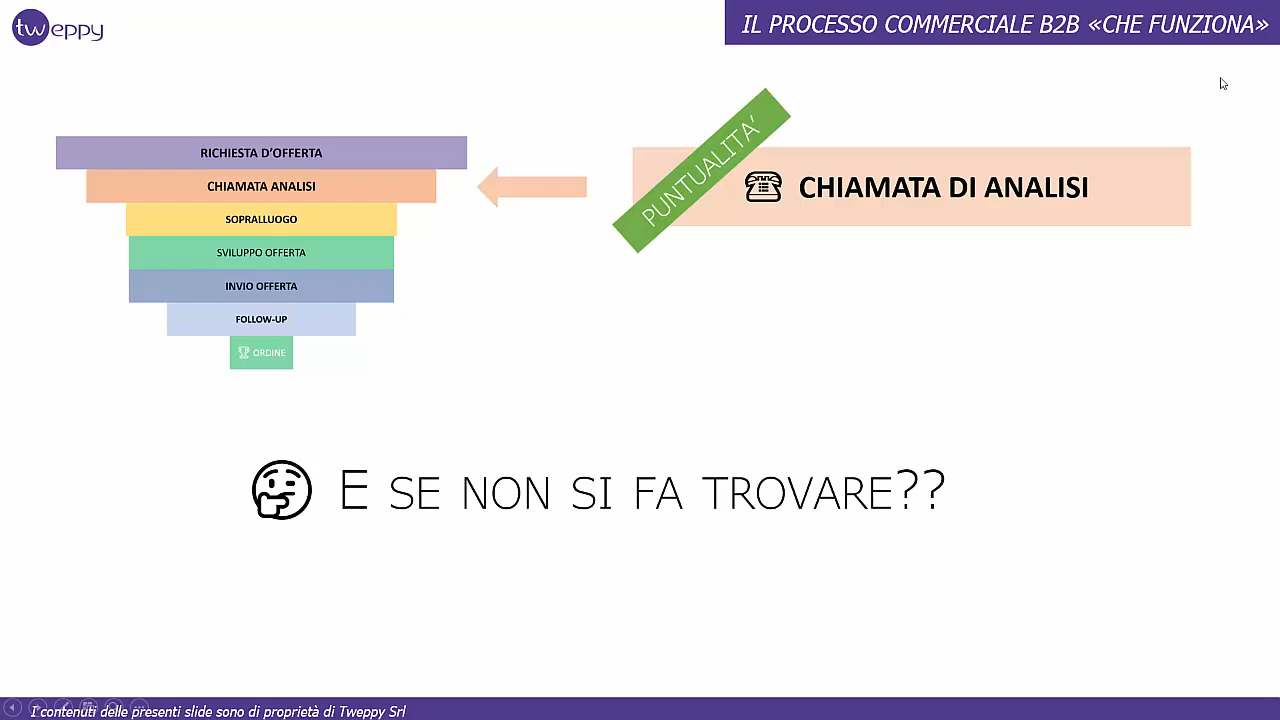 tweppy
IL PROCESSO COMMERCIALE B2B «CHE FUNZIONA»
RICHIESTA D'OFFERTA
CHIAMATA ANALISI
SOPRALLUOGO
SVILUPPO OFFERTA
INVIO OFFERTA
FOLLOW-UP
ORDINE
PUNTUALITA'
CHIAMATA DI ANALISI
E SE NON SI FA TROVARE??
I contenuti delle presenti slide sono di proprietà di Tweppy Srl